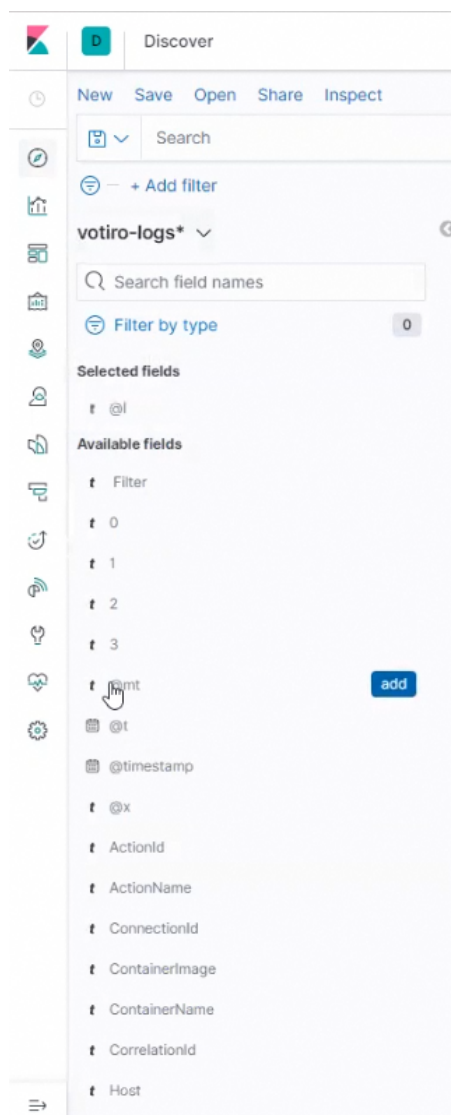 D Discover
New Save Open Share Inspect
Search
+ Add filter
votiro-logs*
Search field names
Filter by type 0
Selected fields
t @l
Available fields
t Filter
t 0
t 1
t 2
t 3
t @mt add
@t
@timestamp
t @x
t ActionId
t ActionName
t ConnectionId
t ContainerImage
t ContainerName
t CorrelationId
t Host